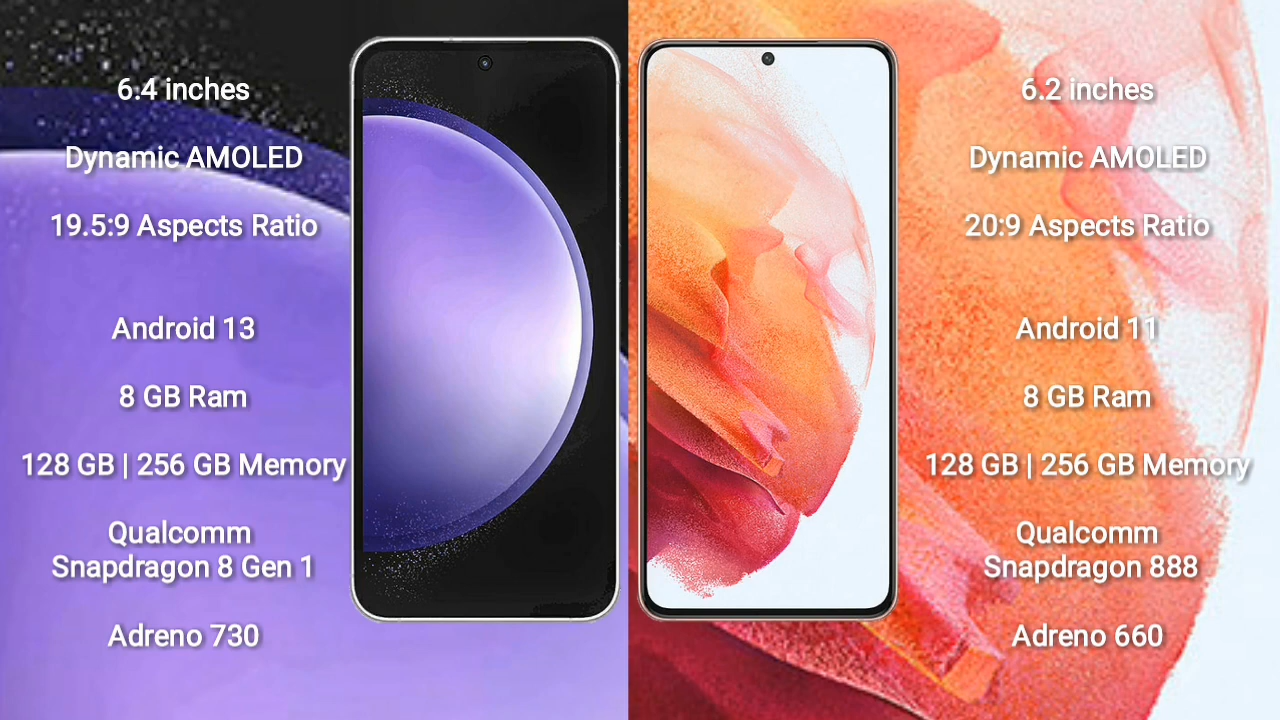 6.4 inches
Dynamic AMOLED
19.5:9 Aspects Ratio
Android 13
8 GB Ram
128 GB | 256 GB Memory
Qualcomm
Snapdragon 8 Gen 1
Adreno 730
6.2 inches
Dynamic AMOLED
20:9 Aspects Ratio
Android 11
8 GB Ram
128 GB | 256 GB Memory
Qualcomm
Snapdragon 888
Adreno 660